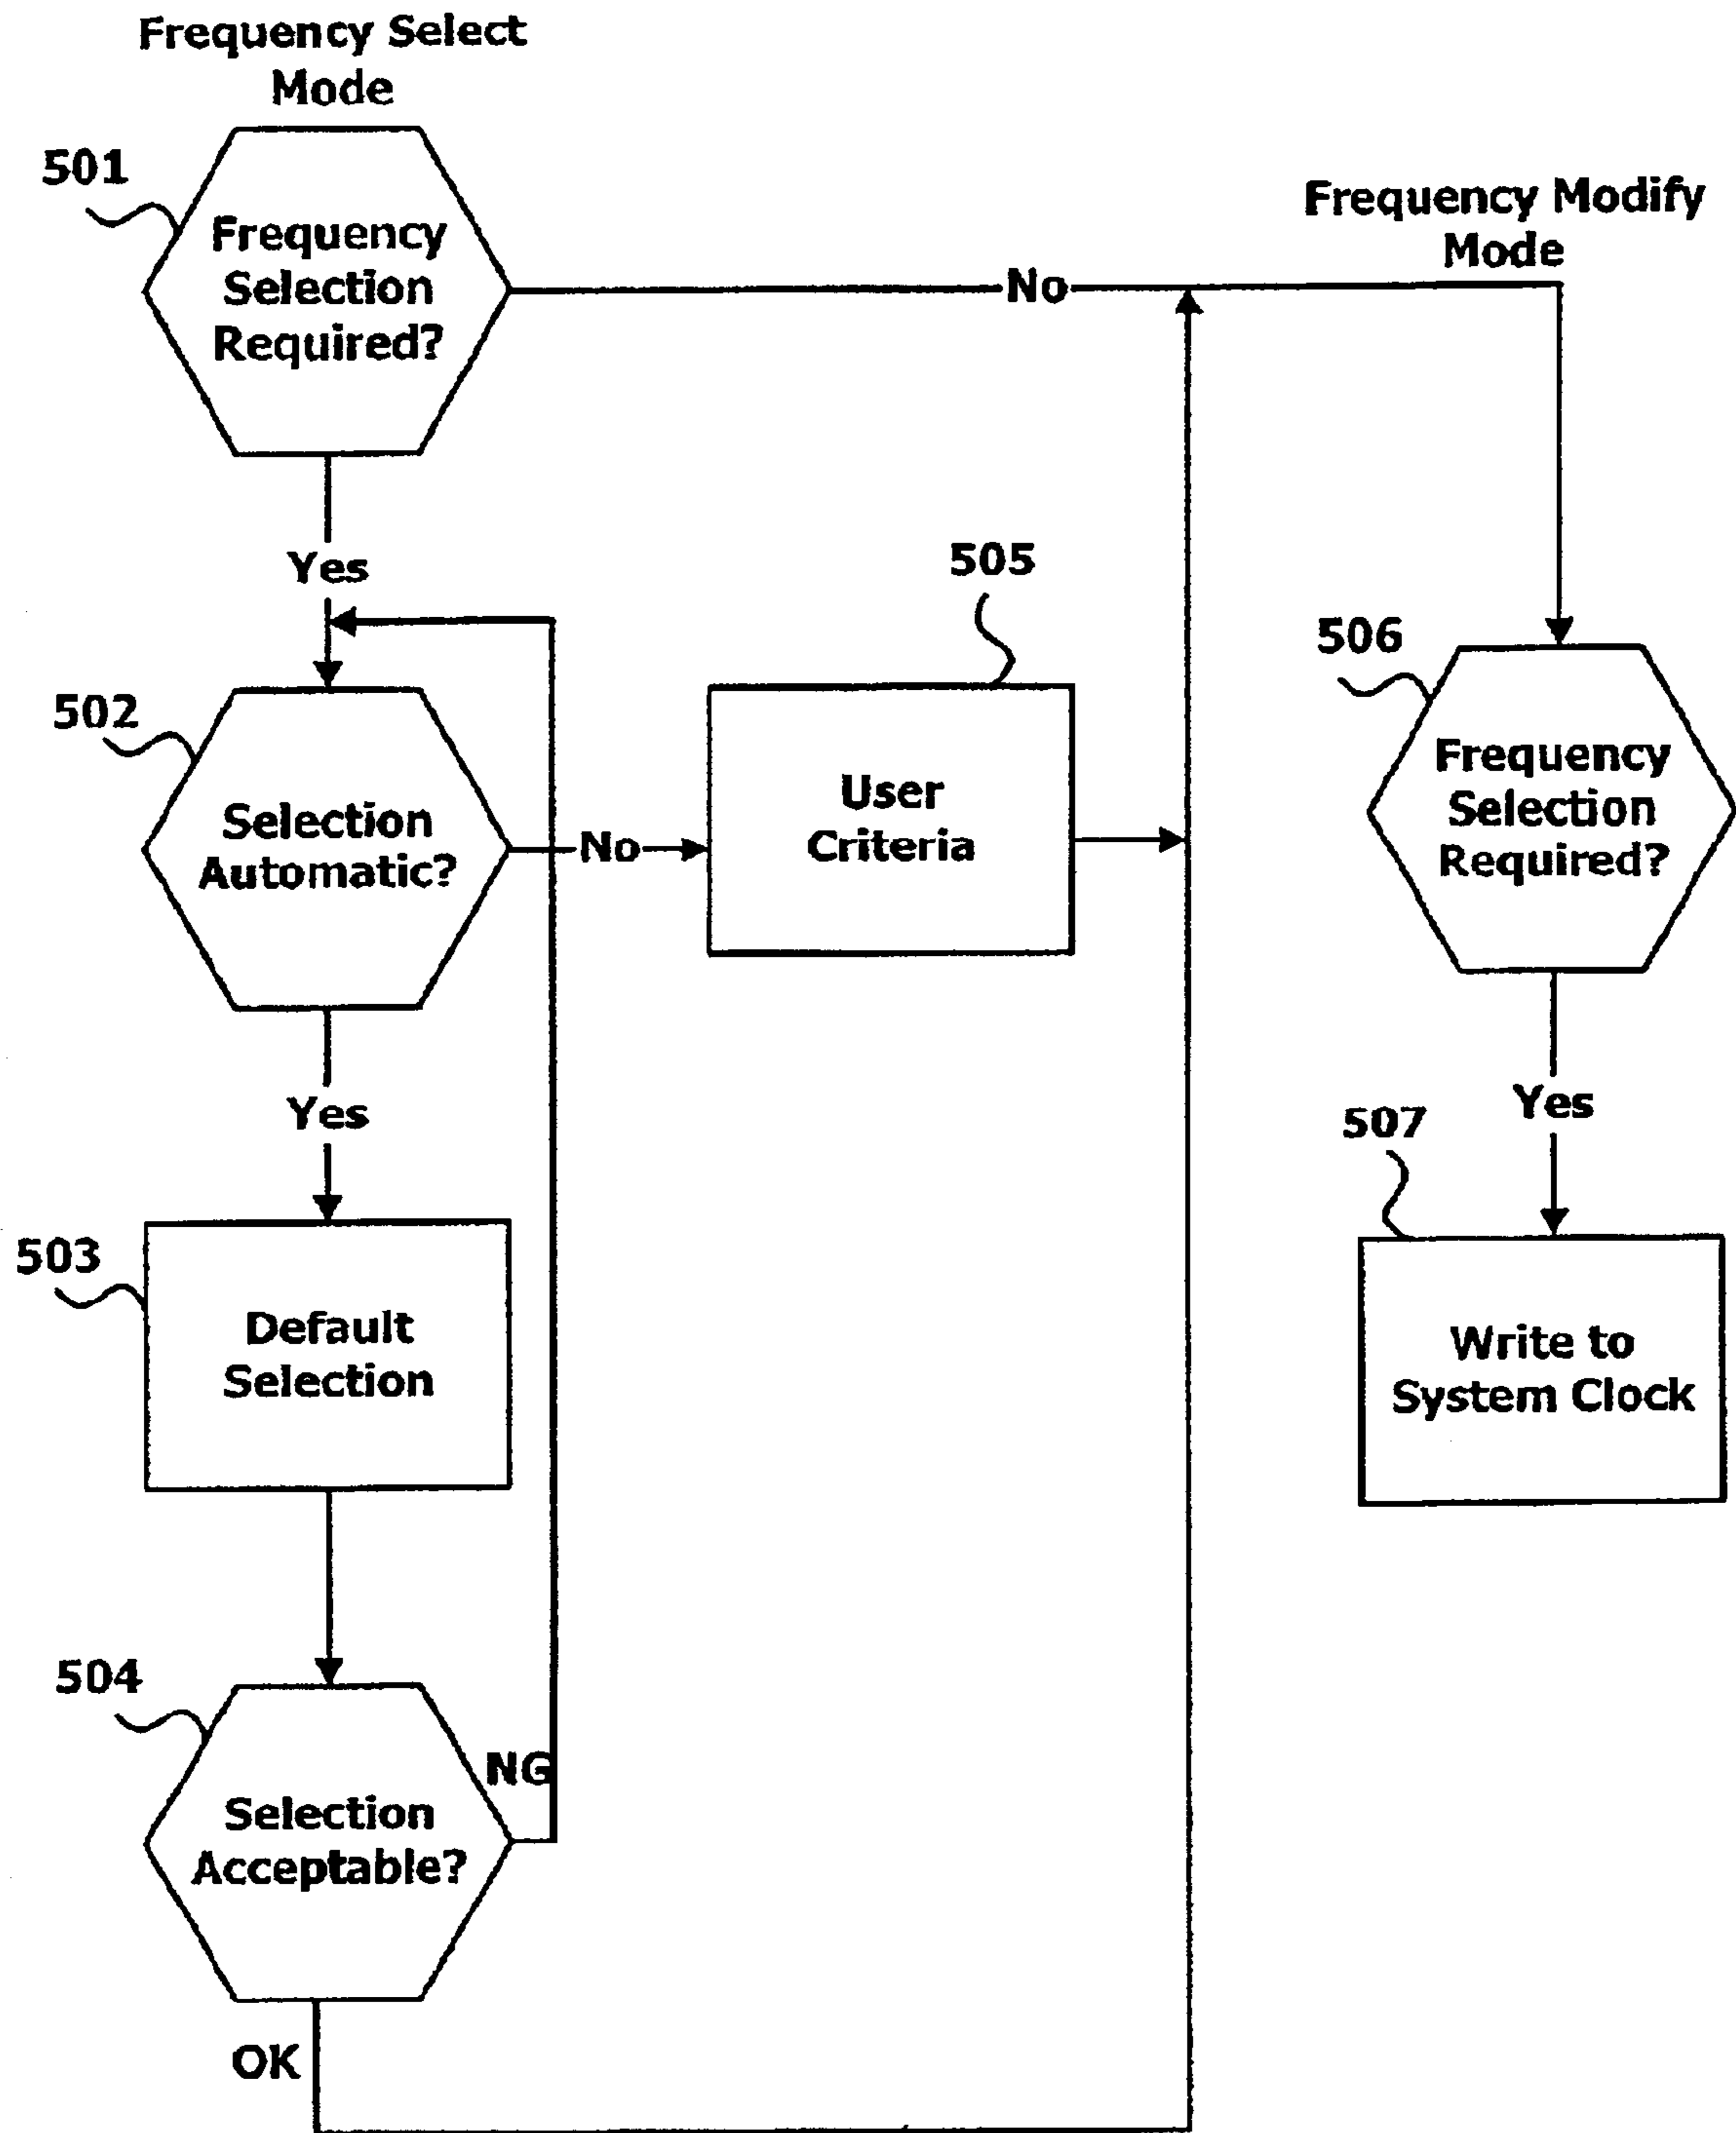 Frequency Select
Mode
501
Frequency
Selection
Required?
No
Frequency Modify
Mode
Yes
505
506
502
Selection
Automatic?
No
User
Criteria
Frequency
Selection
Required?
Yes
Yes
507
503
Default
Selection
Write to
System Clock
504
NG
Selection
Acceptable?
OK